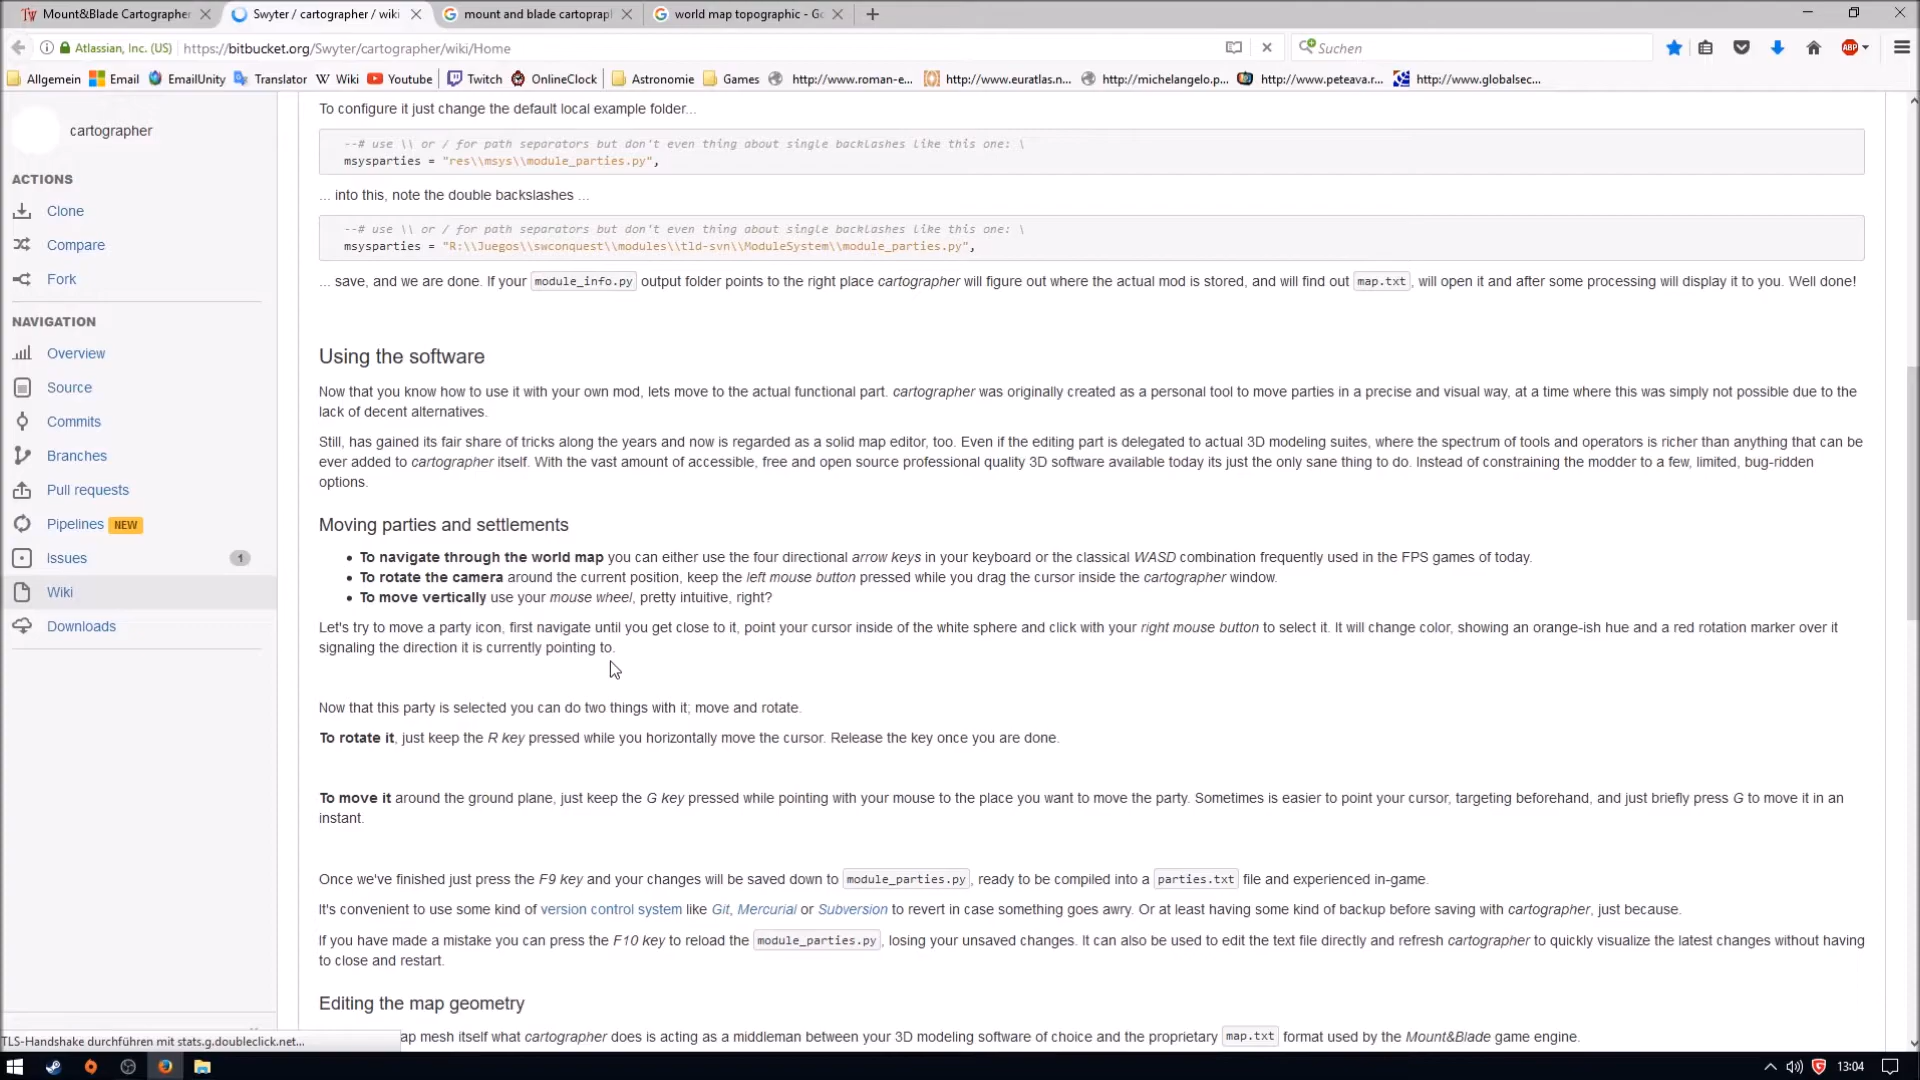 Mount&Blade Cartographer
Swyter / cartographer / wiki
mount and blade cartoprapl
world map topographic - Go
Atlassian, Inc. (US)
https://bitbucket.org/Swyter/cartographer/wiki/Home
Suchen
ABP
Allgemein
Email
EmailUnity
Translator
W Wiki
Youtube
Twitch
OnlineClock
Astronomie
Games
http://www.roman-e...
http://www.euratlas.n...
http://michelangelo.p...
http://www.peteava.r...
http://www.globalsec...
cartographer
ACTIONS
Clone
Compare
Fork
NAVIGATION
Overview
Source
Commits
Branches
Pull requests
Pipelines NEW
Issues 1
Wiki
Downloads
To configure it just change the default local example folder...
--# use \\ or / for path separators but don't even thing about single backlashes like this one: \
msysparties = "res\\msys\\module_parties.py",
... into this, note the double backslashes ...
--# use \\ or / for path separators but don't even thing about single backlashes like this one: \
msysparties = "R:\\Juegos\\swconquest\\modules\\tld-svn\\ModuleSystem\\module_parties.py",
... save, and we are done. If your module_info.py output folder points to the right place cartographer will figure out where the actual mod is stored, and will find out map.txt, will open it and after some processing will display it to you. Well done!
Using the software
Now that you know how to use it with your own mod, lets move to the actual functional part. cartographer was originally created as a personal tool to move parties in a precise and visual way, at a time where this was simply not possible due to the
lack of decent alternatives.
Still, has gained its fair share of tricks along the years and now is regarded as a solid map editor, too. Even if the editing part is delegated to actual 3D modeling suites, where the spectrum of tools and operators is richer than anything that can be
ever added to cartographer itself. With the vast amount of accessible, free and open source professional quality 3D software available today its just the only sane thing to do. Instead of constraining the modder to a few, limited, bug-ridden
options.
Moving parties and settlements
• To navigate through the world map you can either use the four directional arrow keys in your keyboard or the classical WASD combination frequently used in the FPS games of today.
• To rotate the camera around the current position, keep the left mouse button pressed while you drag the cursor inside the cartographer window.
• To move vertically use your mouse wheel, pretty intuitive, right?
Let's try to move a party icon, first navigate until you get close to it, point your cursor inside of the white sphere and click with your right mouse button to select it. It will change color, showing an orange-ish hue and a red rotation marker over it
signaling the direction it is currently pointing to.
Now that this party is selected you can do two things with it; move and rotate.
To rotate it, just keep the R key pressed while you horizontally move the cursor. Release the key once you are done.
To move it around the ground plane, just keep the G key pressed while pointing with your mouse to the place you want to move the party. Sometimes is easier to point your cursor, targeting beforehand, and just briefly press G to move it in an
instant.
Once we've finished just press the F9 key and your changes will be saved down to module_parties.py, ready to be compiled into a parties.txt file and experienced in-game.
It's convenient to use some kind of version control system like Git, Mercurial or Subversion to revert in case something goes awry. Or at least having some kind of backup before saving with cartographer, just because.
If you have made a mistake you can press the F10 key to reload the module_parties.py, losing your unsaved changes. It can also be used to edit the text file directly and refresh cartographer to quickly visualize the latest changes without having
to close and restart.
Editing the map geometry
ap mesh itself what cartographer does is acting as a middleman between your 3D modeling software of choice and the proprietary map.txt format used by the Mount&Blade game engine.
TLS-Handshake durchführen mit stats.g.doubleclick.net...
13:04